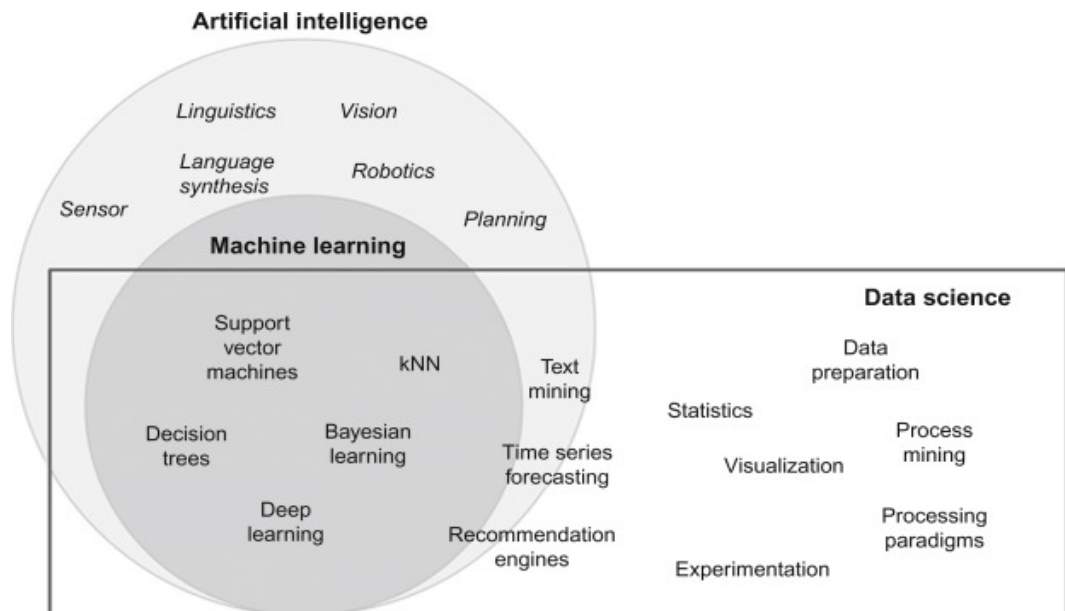 Artificial intelligence
Linguistics
Vision
Language
synthesis
Robotics
Sensor
Planning
Machine learning
Data science
Support
vector
machines
kNN
Text
mining
Data
preparation
Statistics
Decision
trees
Bayesian
learning
Time series
forecasting
Visualization
Process
mining
Deep
learning
Recommendation
engines
Processing
paradigms
Experimentation